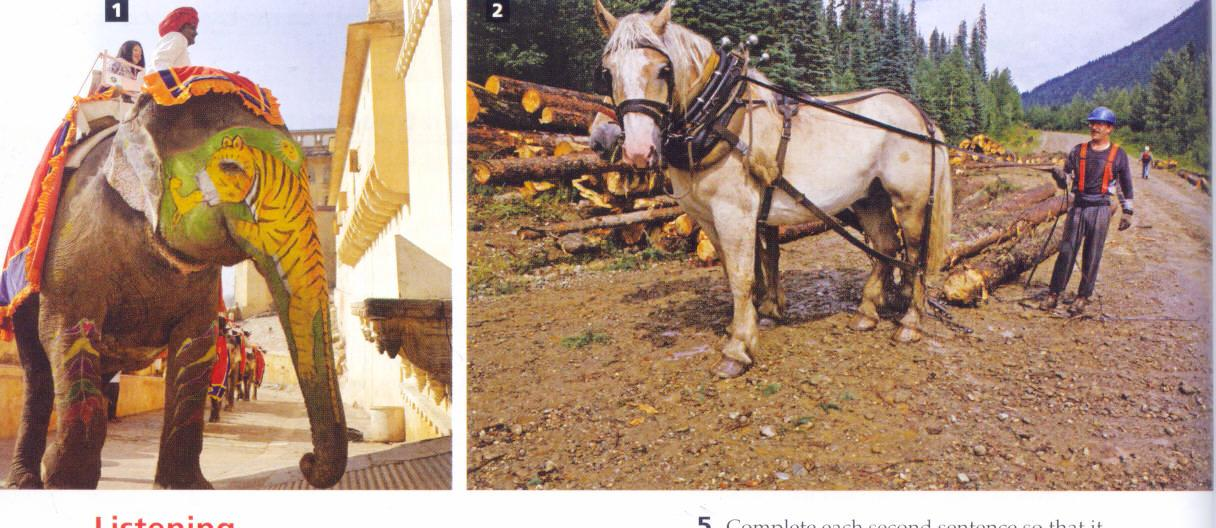 1
2
Listening
5 Complete each second sentence so that it